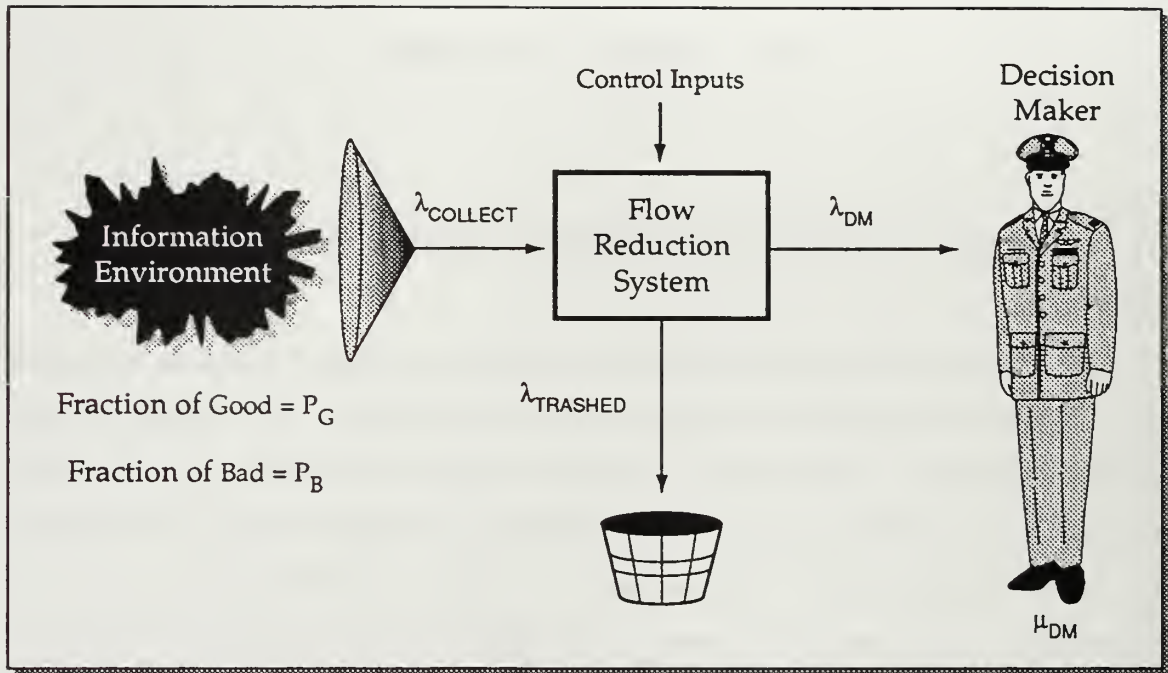 Control Inputs
Decision
Maker
Information
Environment
λCOLLECT
Flow
Reduction
System
λDM
λTRASHED
Fraction of Good = PG
Fraction of Bad = PB
μDM